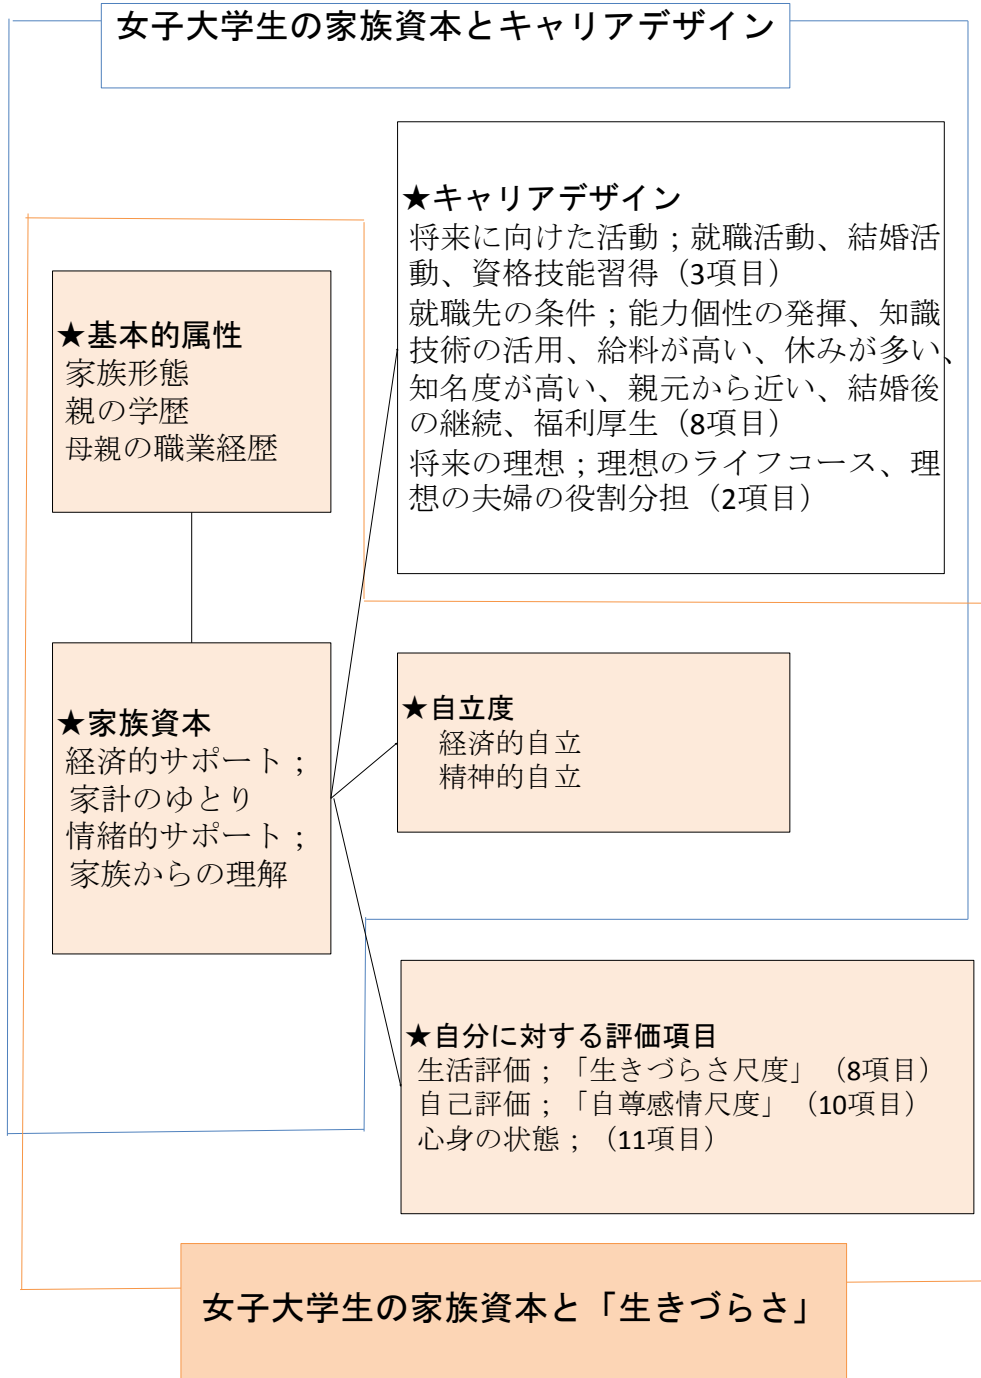 女子大学生の家族資本とキャリアデザイン
★キャリアデザイン
将来に向けた活動；就職活動、結婚活
動、資格技能習得（3項目）
就職先の条件；能力個性の発揮、知識
技術の活用、給料が高い、休みが多い、
知名度が高い、親元から近い、結婚後
の継続、福利厚生（8項目）
将来の理想；理想のライフコース、理
想の夫婦の役割分担（2項目）
★基本的属性
家族形態
親の学歴
母親の職業経歴
★家族資本
経済的サポート；
家計のゆとり
情緒的サポート；
家族からの理解
★自立度
経済的自立
精神的自立
★自分に対する評価項目
生活評価；「生きづらさ尺度」（8項目）
自己評価；「自尊感情尺度」（10項目）
心身の状態；（11項目）
女子大学生の家族資本と「生きづらさ」